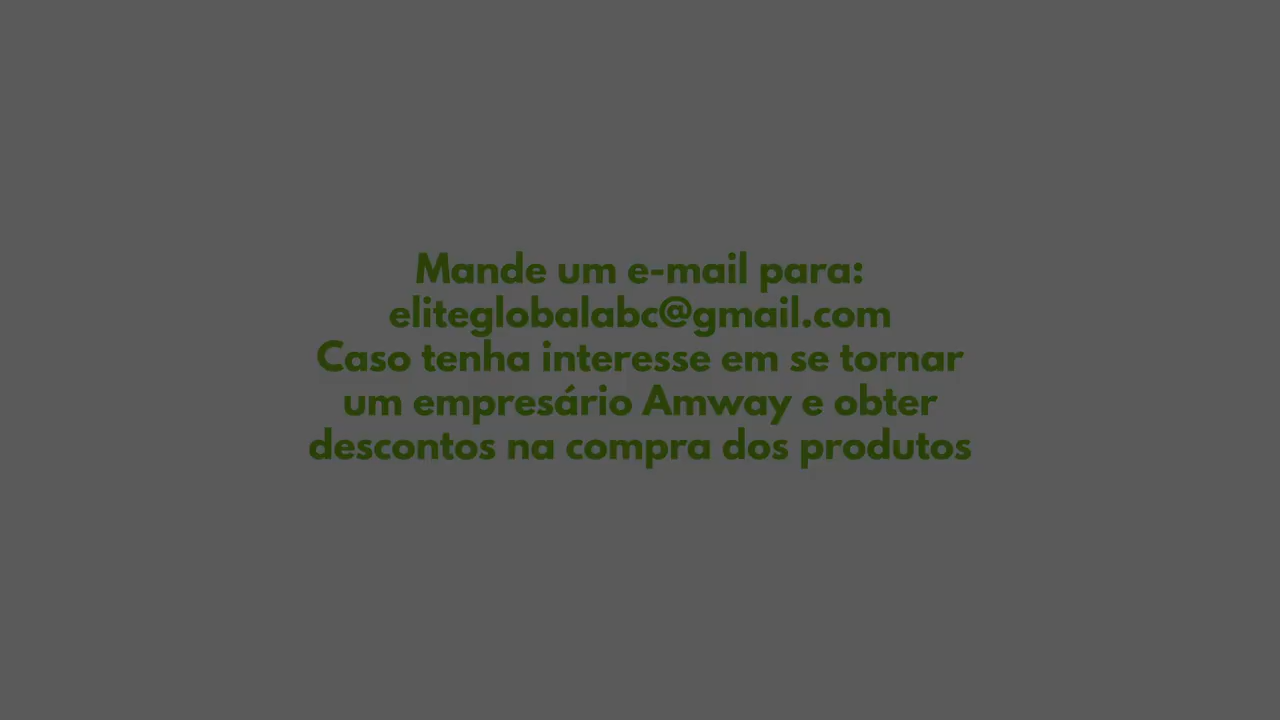 Mande um e-mail para:
eliteglobalabc@gmail.com
Caso tenha interesse em se tornar
um empresário Amway e obter
descontos na compra dos produtos